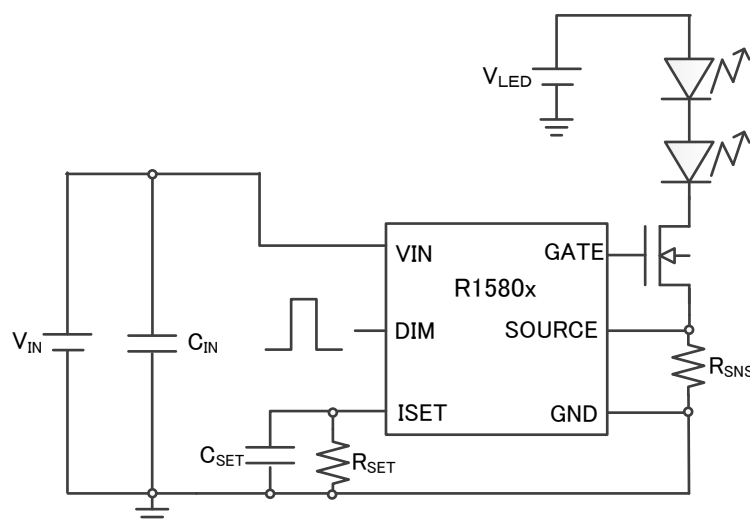 VLED
VIN
GATE
R1580x
VIN
CIN
DIM
SOURCE
RSNS
ISET
GND
CSET
RSET